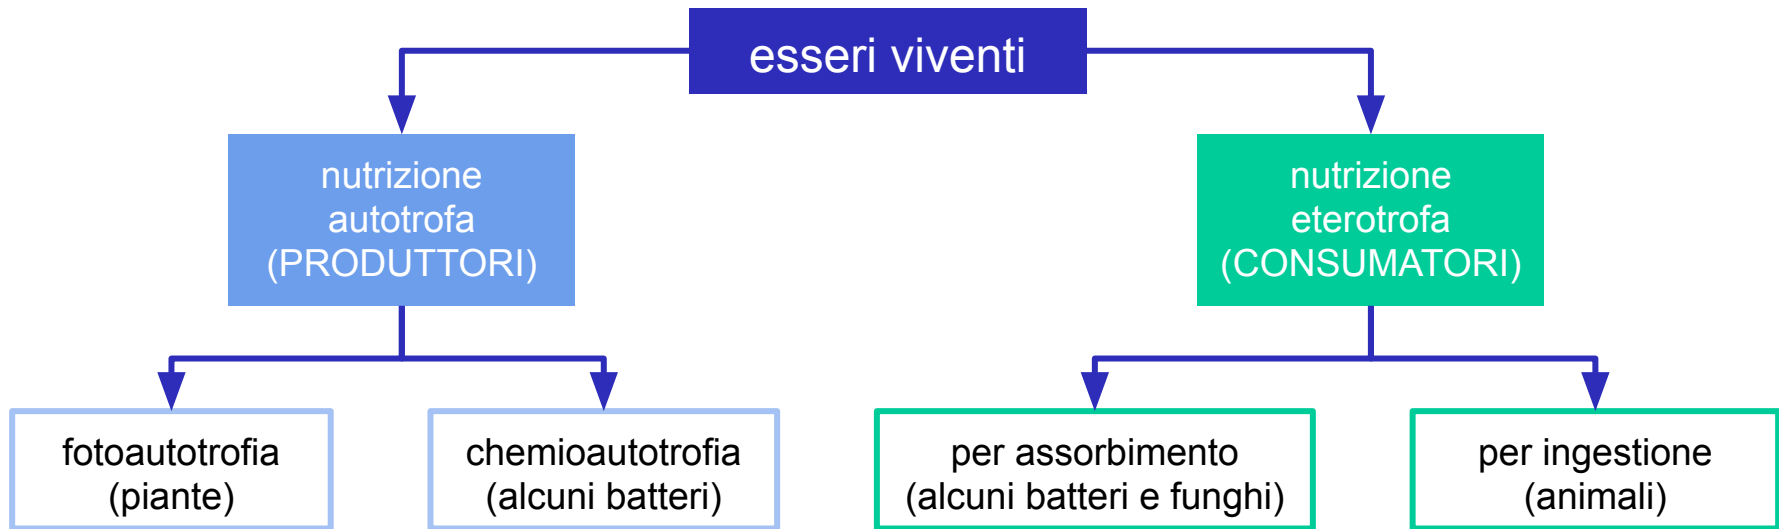 esseri viventi
nutrizione
autotrofa
(PRODUTTORI)
nutrizione
eterotrofa
(CONSUMATORI)
fotoautotrofia
(piante)
chemioautotrofia
(alcuni batteri)
per assorbimento
(alcuni batteri e funghi)
per ingestione
(animali)